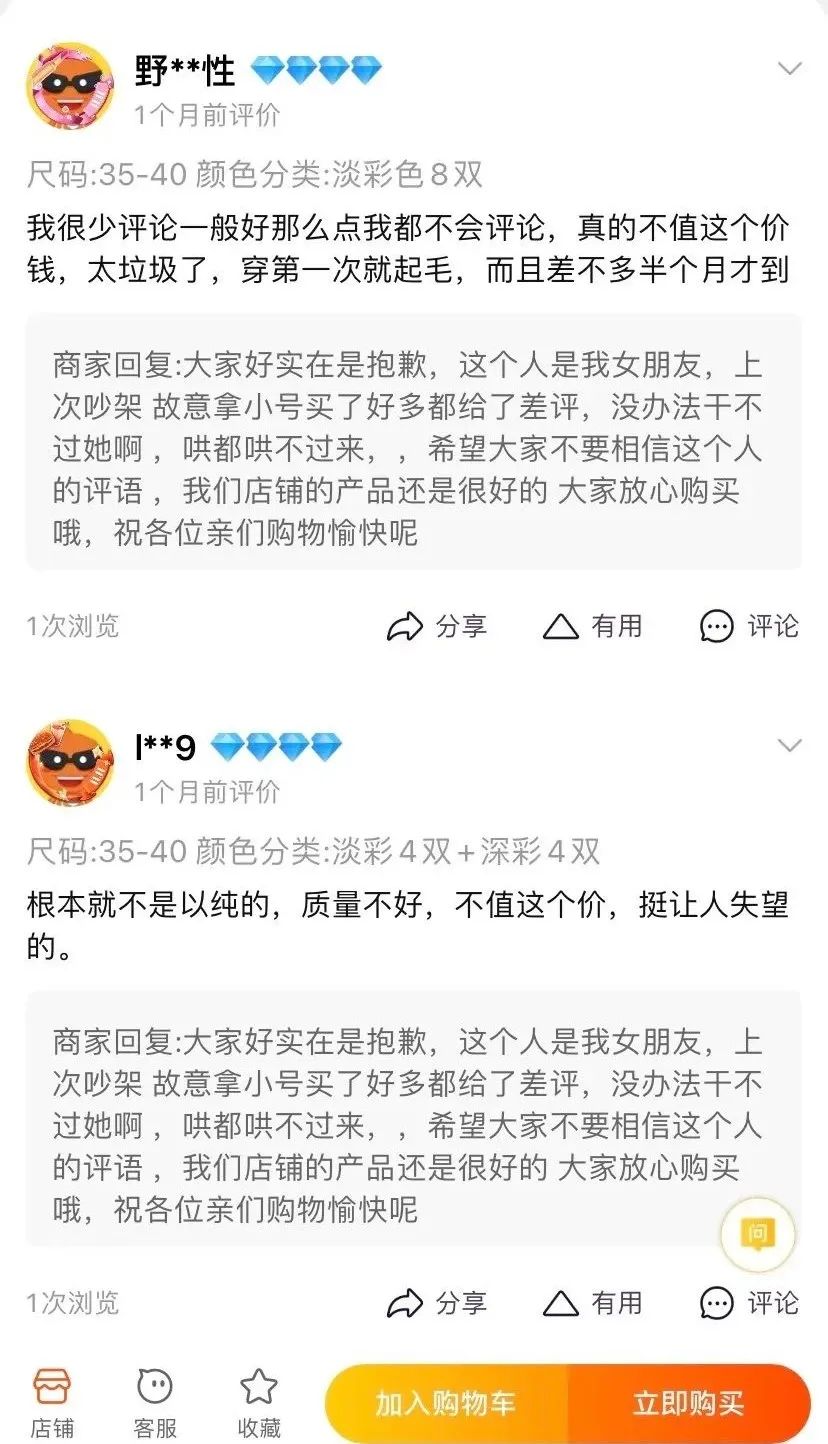 野**性
1个月前评价
尺码:35-40 颜色分类:淡彩色8双
我很少评论一般好那么点我都不会评论，真的不值这个价
钱，太垃圾了，穿第一次就起毛，而且差不多半个月才到
商家回复:大家好实在是抱歉，这个人是我女朋友，上
次吵架 故意拿小号买了好多都给了差评，没办法干不
过她啊 ，哄都哄不过来，，希望大家不要相信这个人
的评语 ，我们店铺的产品还是很好的 大家放心购买
哦，祝各位亲们购物愉快呢
1次浏览 分享 有用 评论
l**9
1个月前评价
尺码:35-40 颜色分类:淡彩4双+深彩4双
根本就不是以纯的，质量不好，不值这个价，挺让人失望
的。
商家回复:大家好实在是抱歉，这个人是我女朋友，上
次吵架 故意拿小号买了好多都给了差评，没办法干不
过她啊 ，哄都哄不过来，，希望大家不要相信这个人
的评语 ，我们店铺的产品还是很好的 大家放心购买
哦，祝各位亲们购物愉快呢
问
1次浏览 分享 有用 评论
店铺 客服 收藏 加入购物车 立即购买